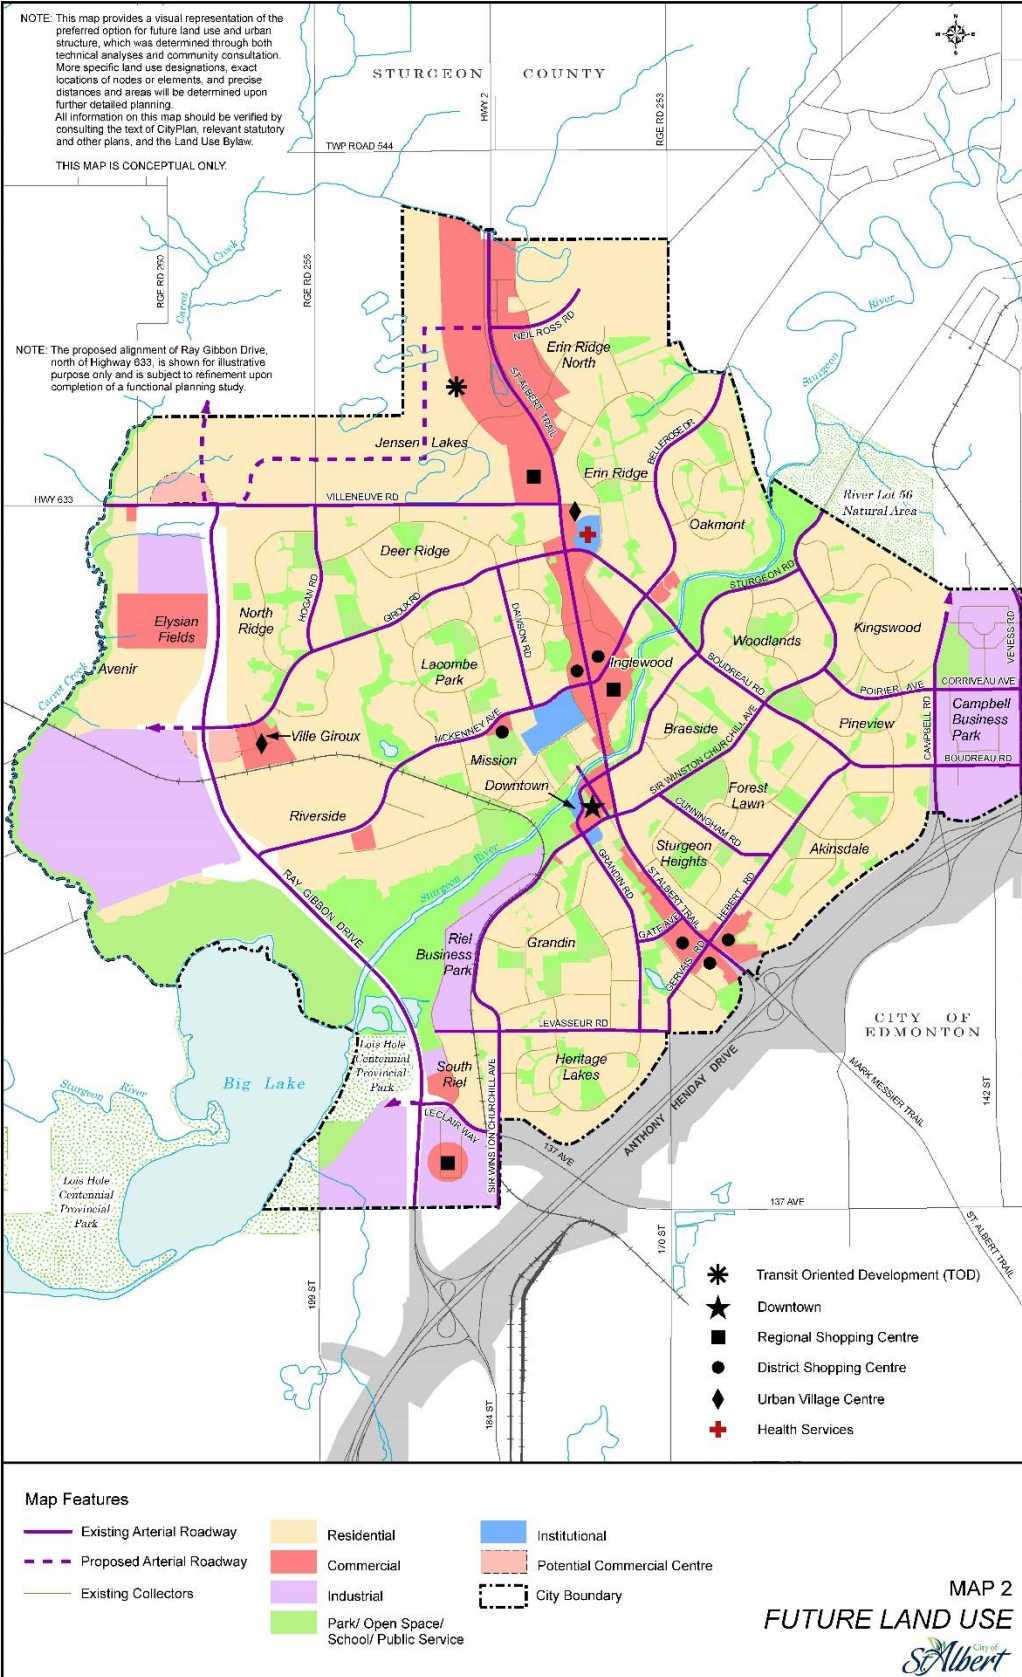 NOTE: This map provides a visual representation of the
preferred option for future land use and urban
structure, which was determined through both
technical analyses and community consultation.
More specific land use designations, exact
locations of nodes or elements, and precise
distances and areas will be determined upon
further detailed planning.
All information on this map should be verified by
consulting the text of CityPlan, relevant statutory
and other plans, and the Land Use Bylaw.
THIS MAP IS CONCEPTUAL ONLY.
N
W
E
S
STURGEON COUNTY
HWY 2
RGE RD 253
TWP ROAD 544
RGE RD 260
Carrot Creek
RGE RD 255
River
NEIL ROSS RD
Erin Ridge
North
NOTE: The proposed alignment of Ray Gibbon Drive,
north of Highway 633, is shown for illustrative
purpose only and is subject to refinement upon
completion of a functional planning study.
Sturgeon
ST. ALBERT TRAIL
Jensen Lakes
BELLEROSE DR
Erin Ridge
HWY 633
VILLENEUVE RD
River Lot 56
Natural Area
Oakmont
Deer Ridge
STURGEON RD
HOGAN RD
GIROUX RD
DAWSON RD
North
Ridge
Elysian
Fields
Kingswood
VENESS RD
Woodlands
Avenir
Lacombe
Park
Inglewood
BOUDREAU RD
Carrot Creek
POIRIER AVE
CORRIVEAU AVE
CAMPBELL RD
Campbell
Business
Park
MCKENNEY AVE
Ville Giroux
Braeside
Pineview
SIR WINSTON CHURCHILL AVE
Mission
BOUDREAU RD
Downtown
Forest
Lawn
Riverside
CUNNINGHAM RD
Sturgeon
Heights
Akinsdale
Sturgeon River
GRANDIN RD
ST. ALBERT TRAIL
HEBERT RD
RAY GIBBON DRIVE
GATE AVE
Riel
Business
Park
Grandin
GERVAIS RD
CITY OF
EDMONTON
LEVASSEUR RD
Lois Hole
Centennial
Provincial
Park
South
Riel
Heritage
Lakes
Big Lake
Sturgeon River
SIR WINSTON CHURCHILL AVE
ANTHONY HENDAY DRIVE
MARK MESSIER TRAIL
142 ST
LECLAIR WAY
137 AVE
Lois Hole
Centennial
Provincial
Park
137 AVE
ST. ALBERT TRAIL
170 ST
199 ST
184 ST
Transit Oriented Development (TOD)
Downtown
Regional Shopping Centre
District Shopping Centre
Urban Village Centre
Health Services
Map Features
Existing Arterial Roadway
Proposed Arterial Roadway
Existing Collectors
Residential
Commercial
Industrial
Park/ Open Space/
School/ Public Service
Institutional
Potential Commercial Centre
City Boundary
MAP 2
FUTURE LAND USE
City of
St Albert